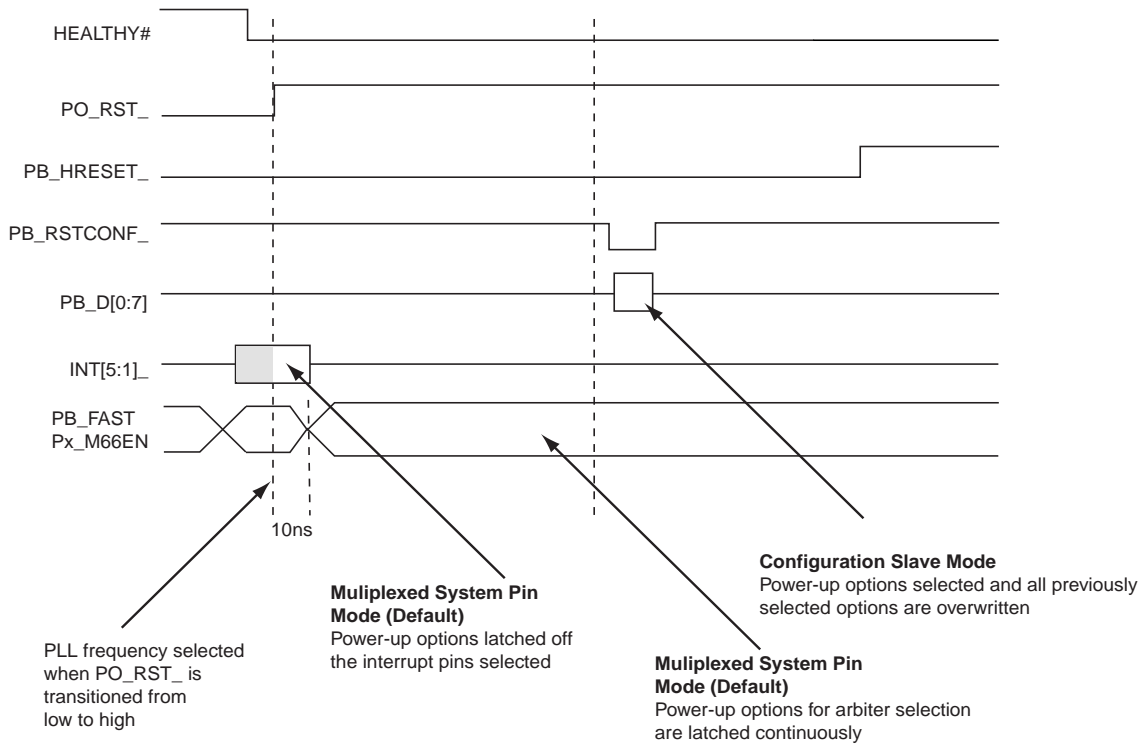 HEALTHY#
PO_RST_
PB_HRESET_
PB_RSTCONF_
PB_D[0:7]
INT[5:1]_
PB_FAST
Px_M66EN
10ns
PLL frequency selected
when PO_RST_ is
transitioned from
low to high
Muliplexed System Pin
Mode (Default)
Power-up options latched off
the interrupt pins selected
Muliplexed System Pin
Mode (Default)
Power-up options for arbiter selection
are latched continuously
Configuration Slave Mode
Power-up options selected and all previously
selected options are overwritten